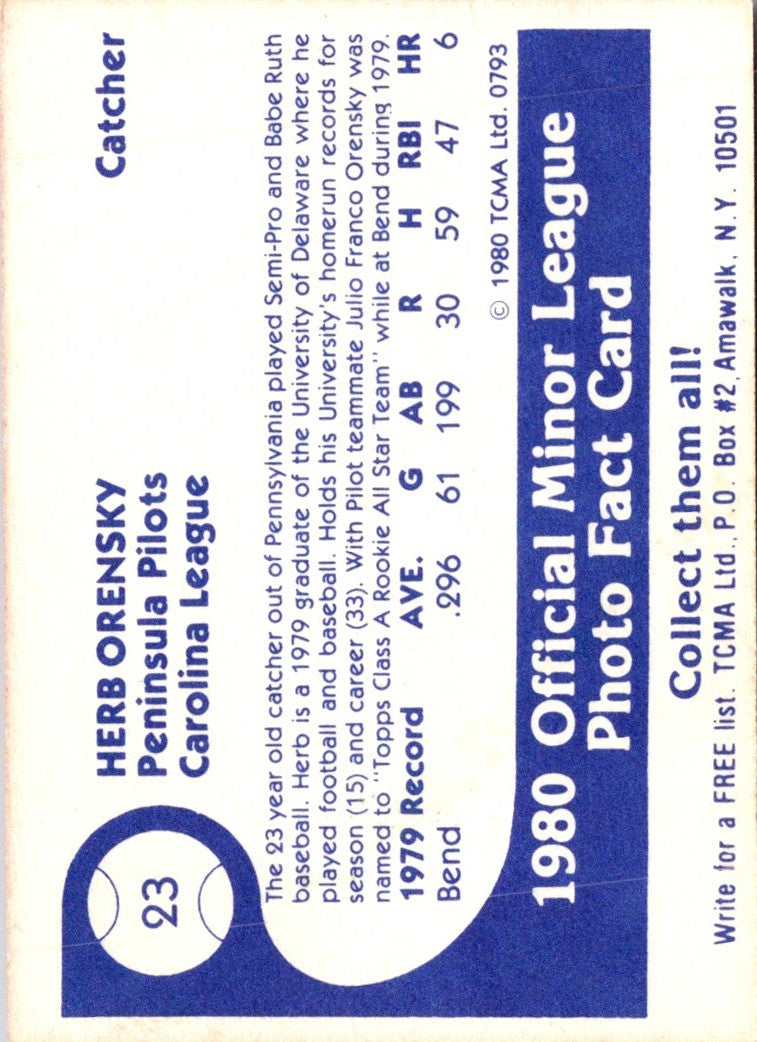 23
HERB ORENSKY Catcher
Peninsula Pilots
Carolina League
The 23 year old catcher out of Pennsylvania played Semi-Pro and Babe Ruth
baseball. Herb is a 1979 graduate of the University of Delaware where he
played football and baseball. Holds his University's homerun records for
season (15) and career (33). With Pilot teammate Julio Franco Orensky was
named to "Topps Class A Rookie All Star Team" while at Bend during 1979.
1979 Record AVE. G AB R H RBI HR
Bend .296 61 199 30 59 47 6
© 1980 TCMA Ltd. 0793
1980 Official Minor League
Photo Fact Card
Collect them all!
Write for a FREE list. TCMA Ltd., P.O. Box #2, Amawalk, N.Y. 10501